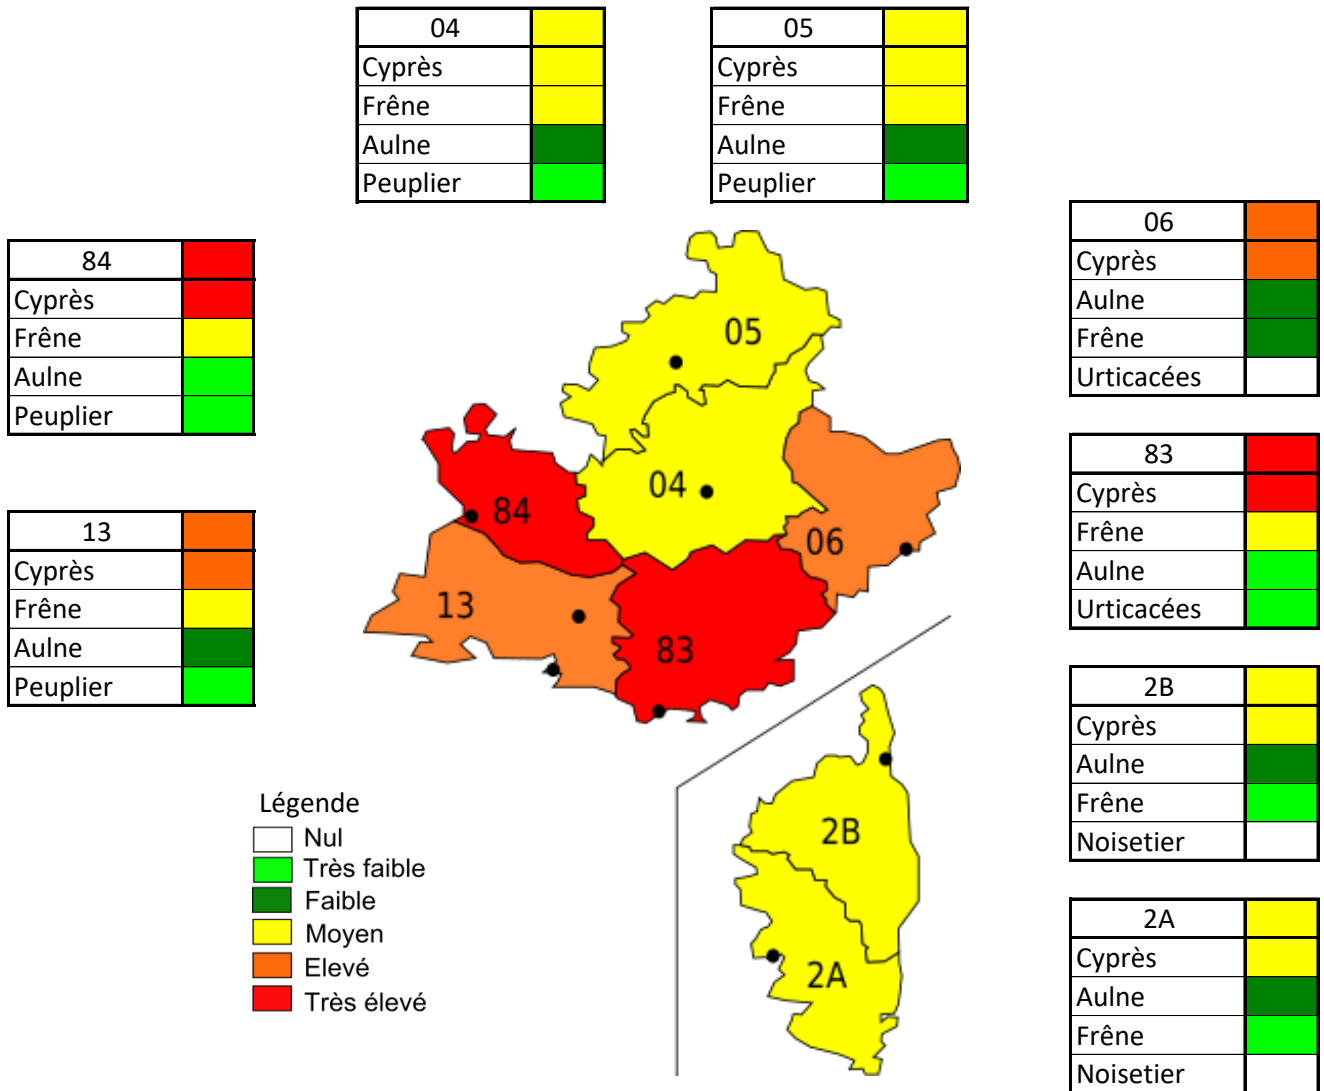 04
Cyprès
Frêne
Aulne
Peuplier
05
Cyprès
Frêne
Aulne
Peuplier
84
Cyprès
Frêne
Aulne
Peuplier
13
Cyprès
Frêne
Aulne
Peuplier
06
Cyprès
Aulne
Frêne
Urticacées
83
Cyprès
Frêne
Aulne
Urticacées
2B
Cyprès
Aulne
Frêne
Noisetier
2A
Cyprès
Aulne
Frêne
Noisetier
05
04
84
06
13
83
2B
2A
Légende
Nul
Très faible
Faible
Moyen
Elevé
Très élevé